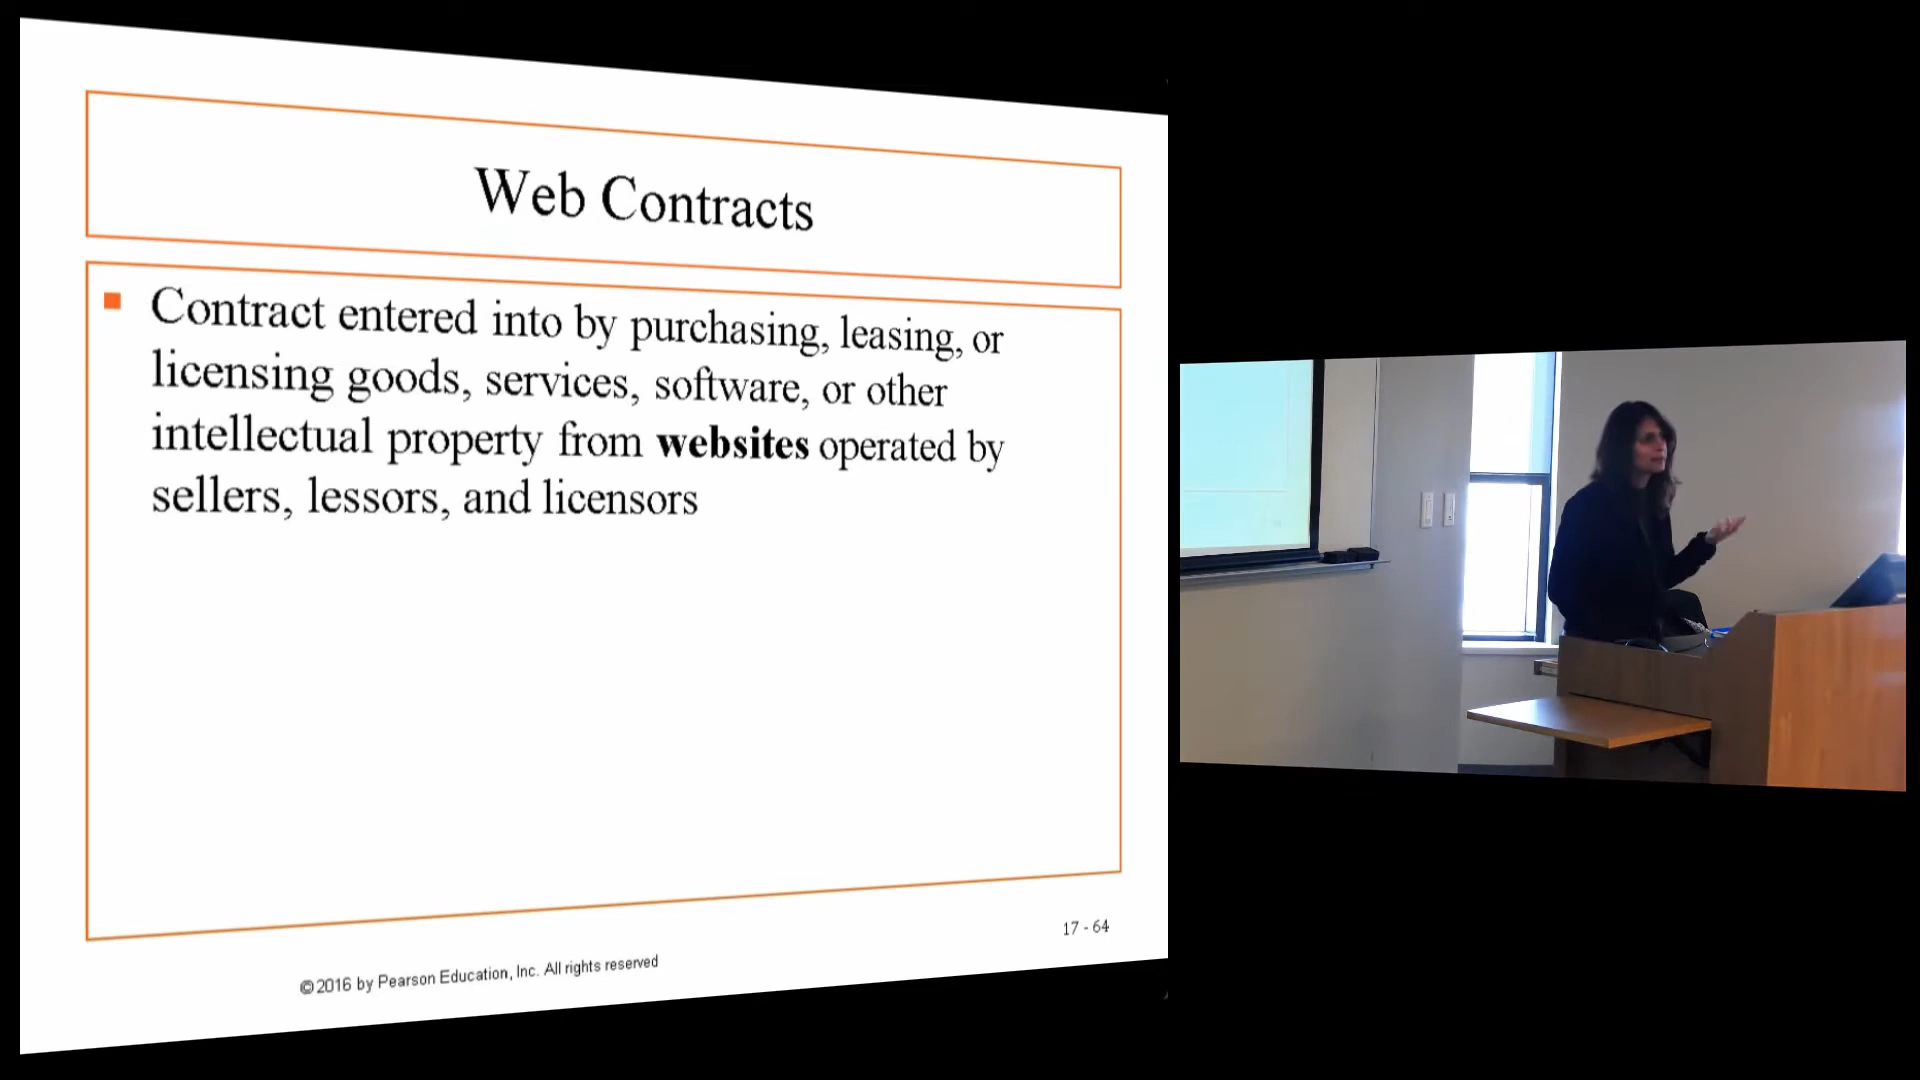 Web Contracts
Contract entered into by purchasing, leasing, or
licensing goods, services, software, or other
intellectual property from websites operated by
sellers, lessors, and licensors
17 - 64
©2016 by Pearson Education, Inc. All rights reserved